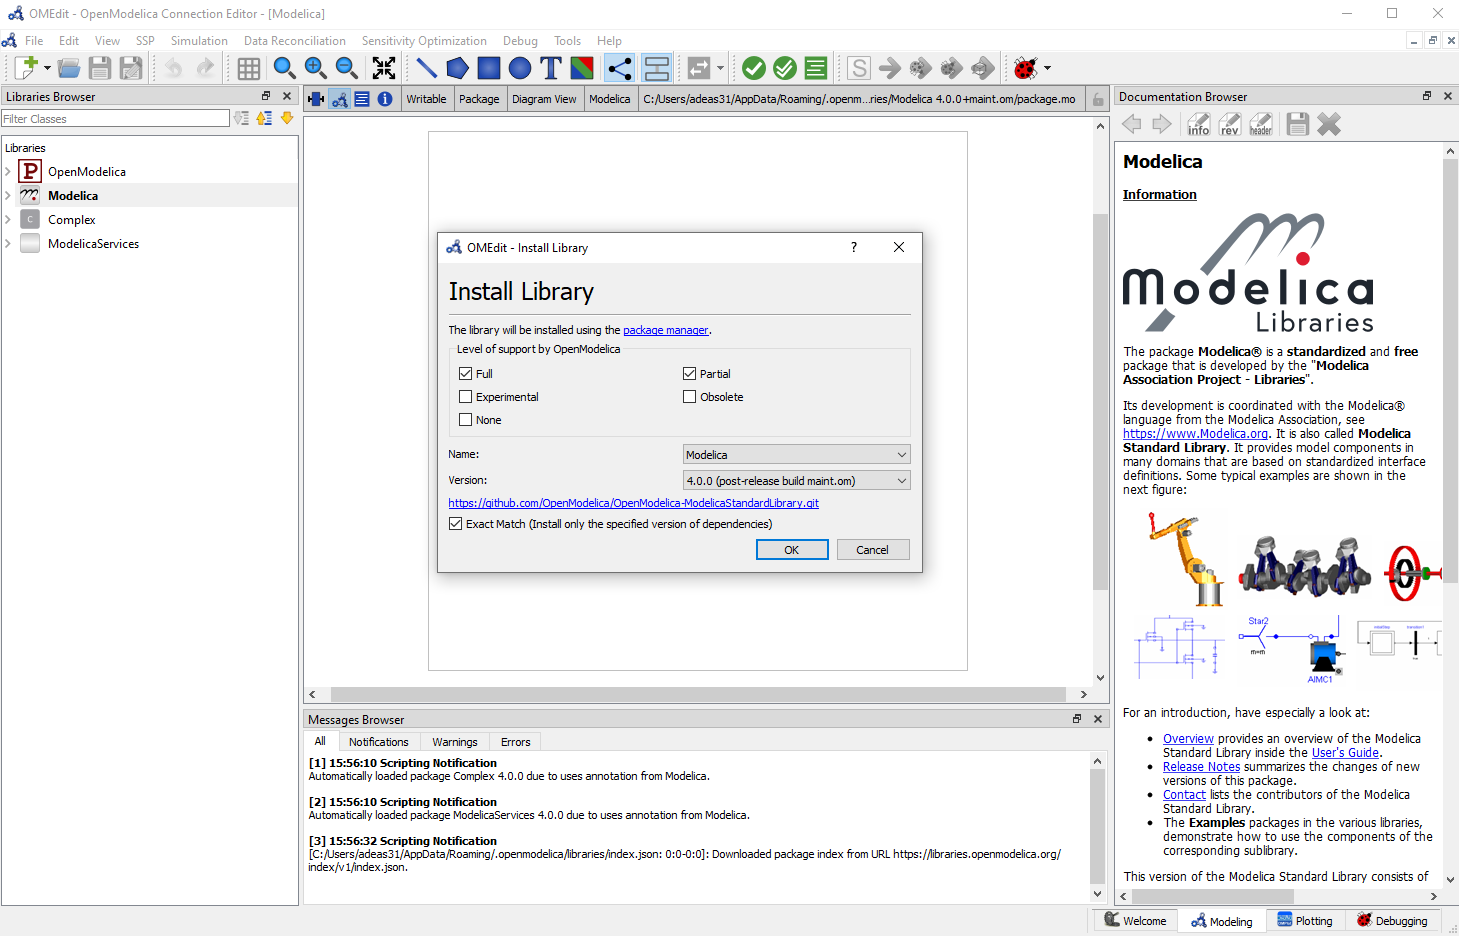 OMEdit - OpenModelica Connection Editor - [Modelica]
File Edit View SSP Simulation Data Reconciliation Sensitivity Optimization Debug Tools Help
T
S
info rev header
Libraries Browser
Filter Classes
Libraries
P OpenModelica
Modelica
C Complex
ModelicaServices
Writable Package Diagram View Modelica C:/Users/adeas31/AppData/Roaming/.openm...ries/Modelica 4.0.0+maint.om/package.mo
OMEdit - Install Library ?
Install Library
The library will be installed using the package manager.
Level of support by OpenModelica
Full Partial
Experimental Obsolete
None
Name: Modelica
Version: 4.0.0 (post-release build maint.om)
https://github.com/OpenModelica/OpenModelica-ModelicaStandardLibrary.git
Exact Match (Install only the specified version of dependencies)
OK Cancel
Messages Browser
All Notifications Warnings Errors
[1] 15:56:10 Scripting Notification
Automatically loaded package Complex 4.0.0 due to uses annotation from Modelica.
[2] 15:56:10 Scripting Notification
Automatically loaded package ModelicaServices 4.0.0 due to uses annotation from Modelica.
[3] 15:56:32 Scripting Notification
[C:/Users/adeas31/AppData/Roaming/.openmodelica/libraries/index.json: 0:0-0:0]: Downloaded package index from URL https://libraries.openmodelica.org/
index/v1/index.json.
Documentation Browser
Modelica
Information
Modelica
Libraries
The package Modelica® is a standardized and free
package that is developed by the "Modelica
Association Project - Libraries".
Its development is coordinated with the Modelica®
language from the Modelica Association, see
https://www.Modelica.org. It is also called Modelica
Standard Library. It provides model components in
many domains that are based on standardized interface
definitions. Some typical examples are shown in the
next figure:
Star2
m=m
AIMC1
For an introduction, have especially a look at:
• Overview provides an overview of the Modelica
Standard Library inside the User's Guide.
• Release Notes summarizes the changes of new
versions of this package.
• Contact lists the contributors of the Modelica
Standard Library.
• The Examples packages in the various libraries,
demonstrate how to use the components of the
corresponding sublibrary.
This version of the Modelica Standard Library consists of
Welcome Modeling Plotting Debugging